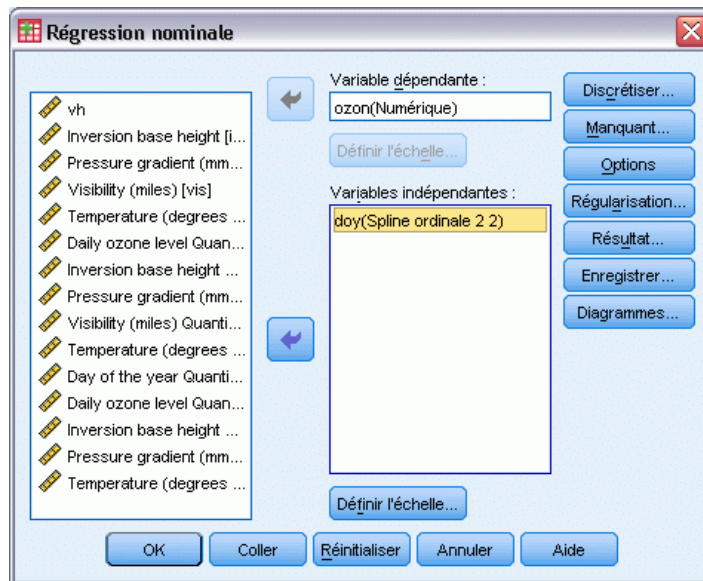 Régression nominale
vh
Inversion base height [i...
Pressure gradient (mm...
Visibility (miles) [vis]
Temperature (degrees ...
Daily ozone level Quan...
Inversion base height ...
Pressure gradient (mm...
Visibility (miles) Quanti...
Temperature (degrees ...
Day of the year Quanti...
Daily ozone level Quan...
Inversion base height ...
Pressure gradient (mm...
Temperature (degrees ...
Variable dépendante :
ozon(Numérique)
Définir l'échelle...
Variables indépendantes :
doy(Spline ordinale 2 2)
Définir l'échelle...
Discrétiser...
Manquant...
Options
Régularisation...
Résultat...
Enregistrer...
Diagrammes...
OK
Coller
Réinitialiser
Annuler
Aide